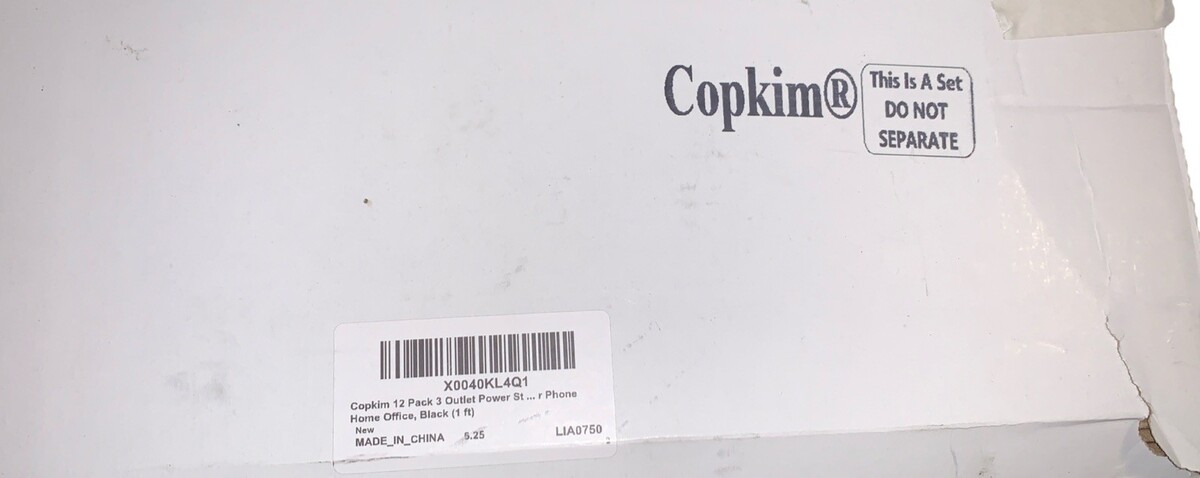 Copkim®
This Is A Set
DO NOT
SEPARATE
X0040KL4Q1
Copkim 12 Pack 3 Outlet Power St ... r Phone
Home Office, Black (1 ft)
New
MADE_IN_CHINA 5.25 LIA0750
2